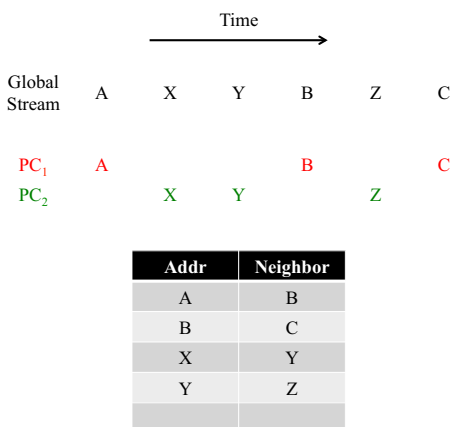 Time
Global Stream A X Y B Z C
PC₁ A B C
PC₂ X Y Z
Addr Neighbor
A B
B C
X Y
Y Z